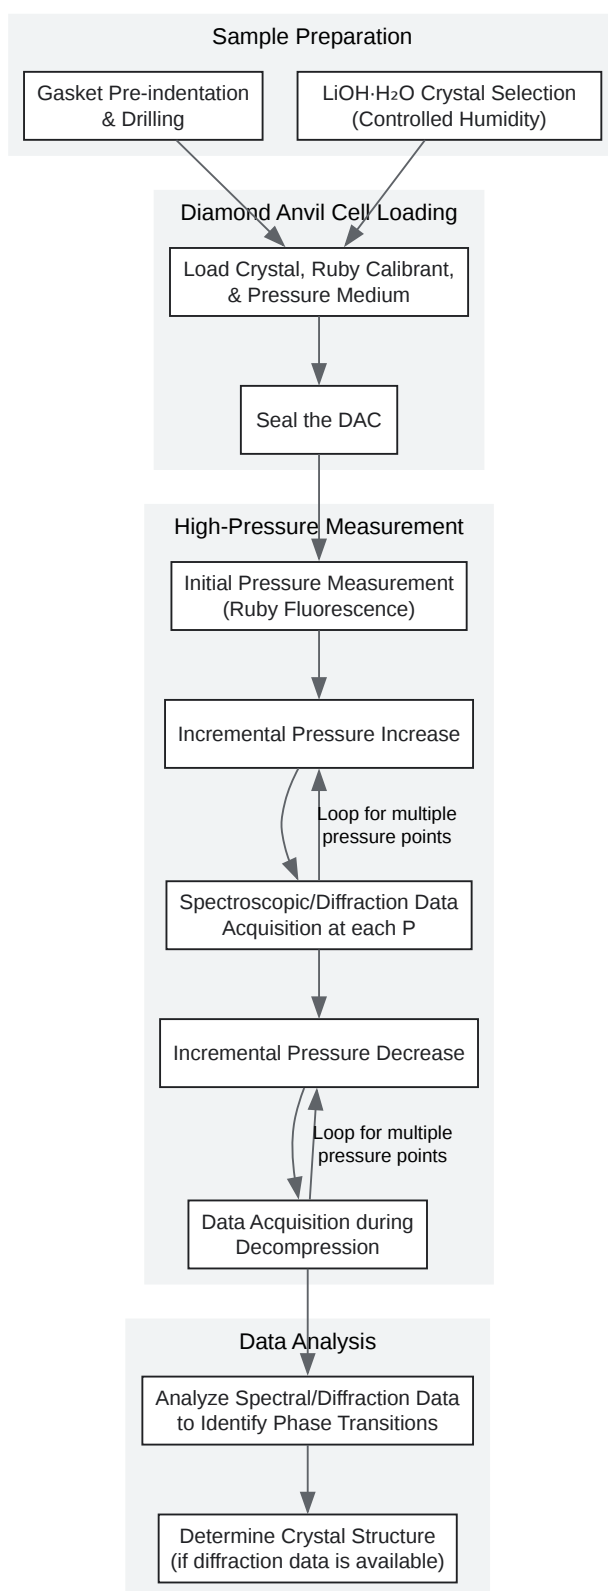 Sample Preparation
Gasket Pre-indentation
& Drilling
LiOH·H₂O Crystal Selection
(Controlled Humidity)
Diamond Anvil Cell Loading
Load Crystal, Ruby Calibrant,
& Pressure Medium
Seal the DAC
High-Pressure Measurement
Initial Pressure Measurement
(Ruby Fluorescence)
Incremental Pressure Increase
Loop for multiple
pressure points
Spectroscopic/Diffraction Data
Acquisition at each P
Incremental Pressure Decrease
Loop for multiple
pressure points
Data Acquisition during
Decompression
Data Analysis
Analyze Spectral/Diffraction Data
to Identify Phase Transitions
Determine Crystal Structure
(if diffraction data is available)